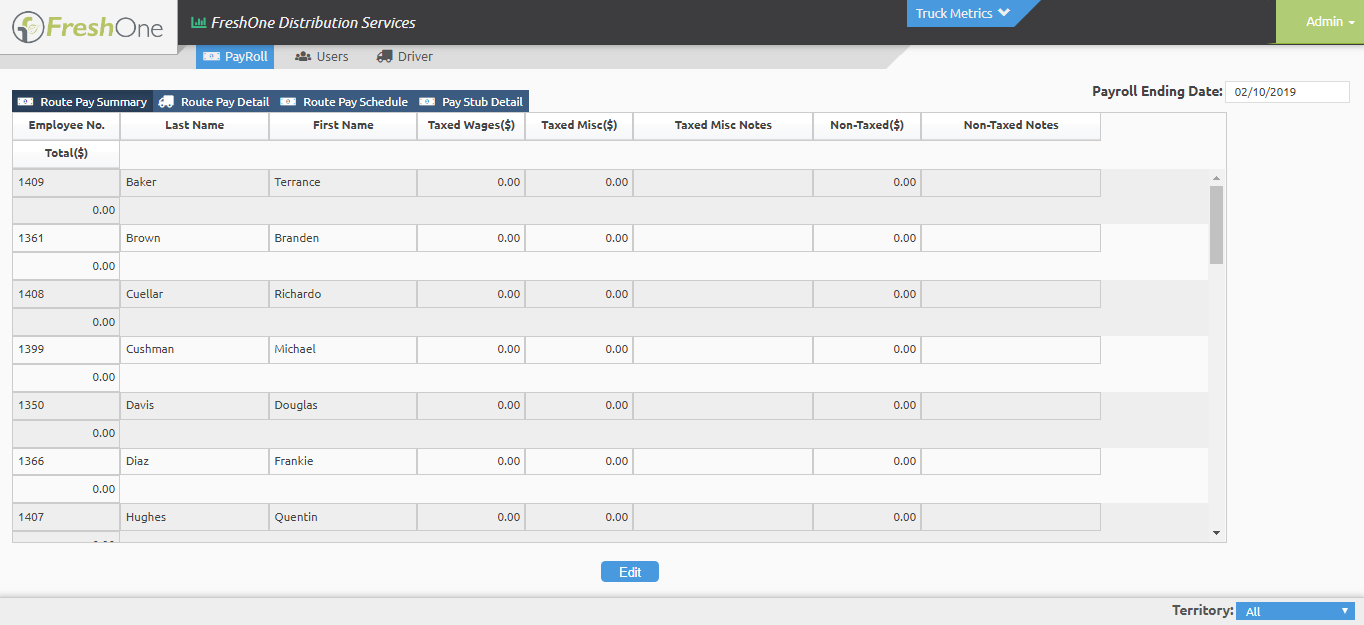 FreshOne
FreshOne Distribution Services
Truck Metrics
Admin
PayRoll Users Driver
Payroll Ending Date: 02/10/2019
Route Pay Summary Route Pay Detail Route Pay Schedule Pay Stub Detail
Employee No. Last Name First Name Taxed Wages($) Taxed Misc($) Taxed Misc Notes Non-Taxed($) Non-Taxed Notes
Total($)
1409 Baker Terrance 0.00 0.00 0.00
0.00
1361 Brown Branden 0.00 0.00 0.00
0.00
1408 Cuellar Richardo 0.00 0.00 0.00
0.00
1399 Cushman Michael 0.00 0.00 0.00
0.00
1350 Davis Douglas 0.00 0.00 0.00
0.00
1366 Diaz Frankie 0.00 0.00 0.00
0.00
1407 Hughes Quentin 0.00 0.00 0.00
Edit
Territory: All